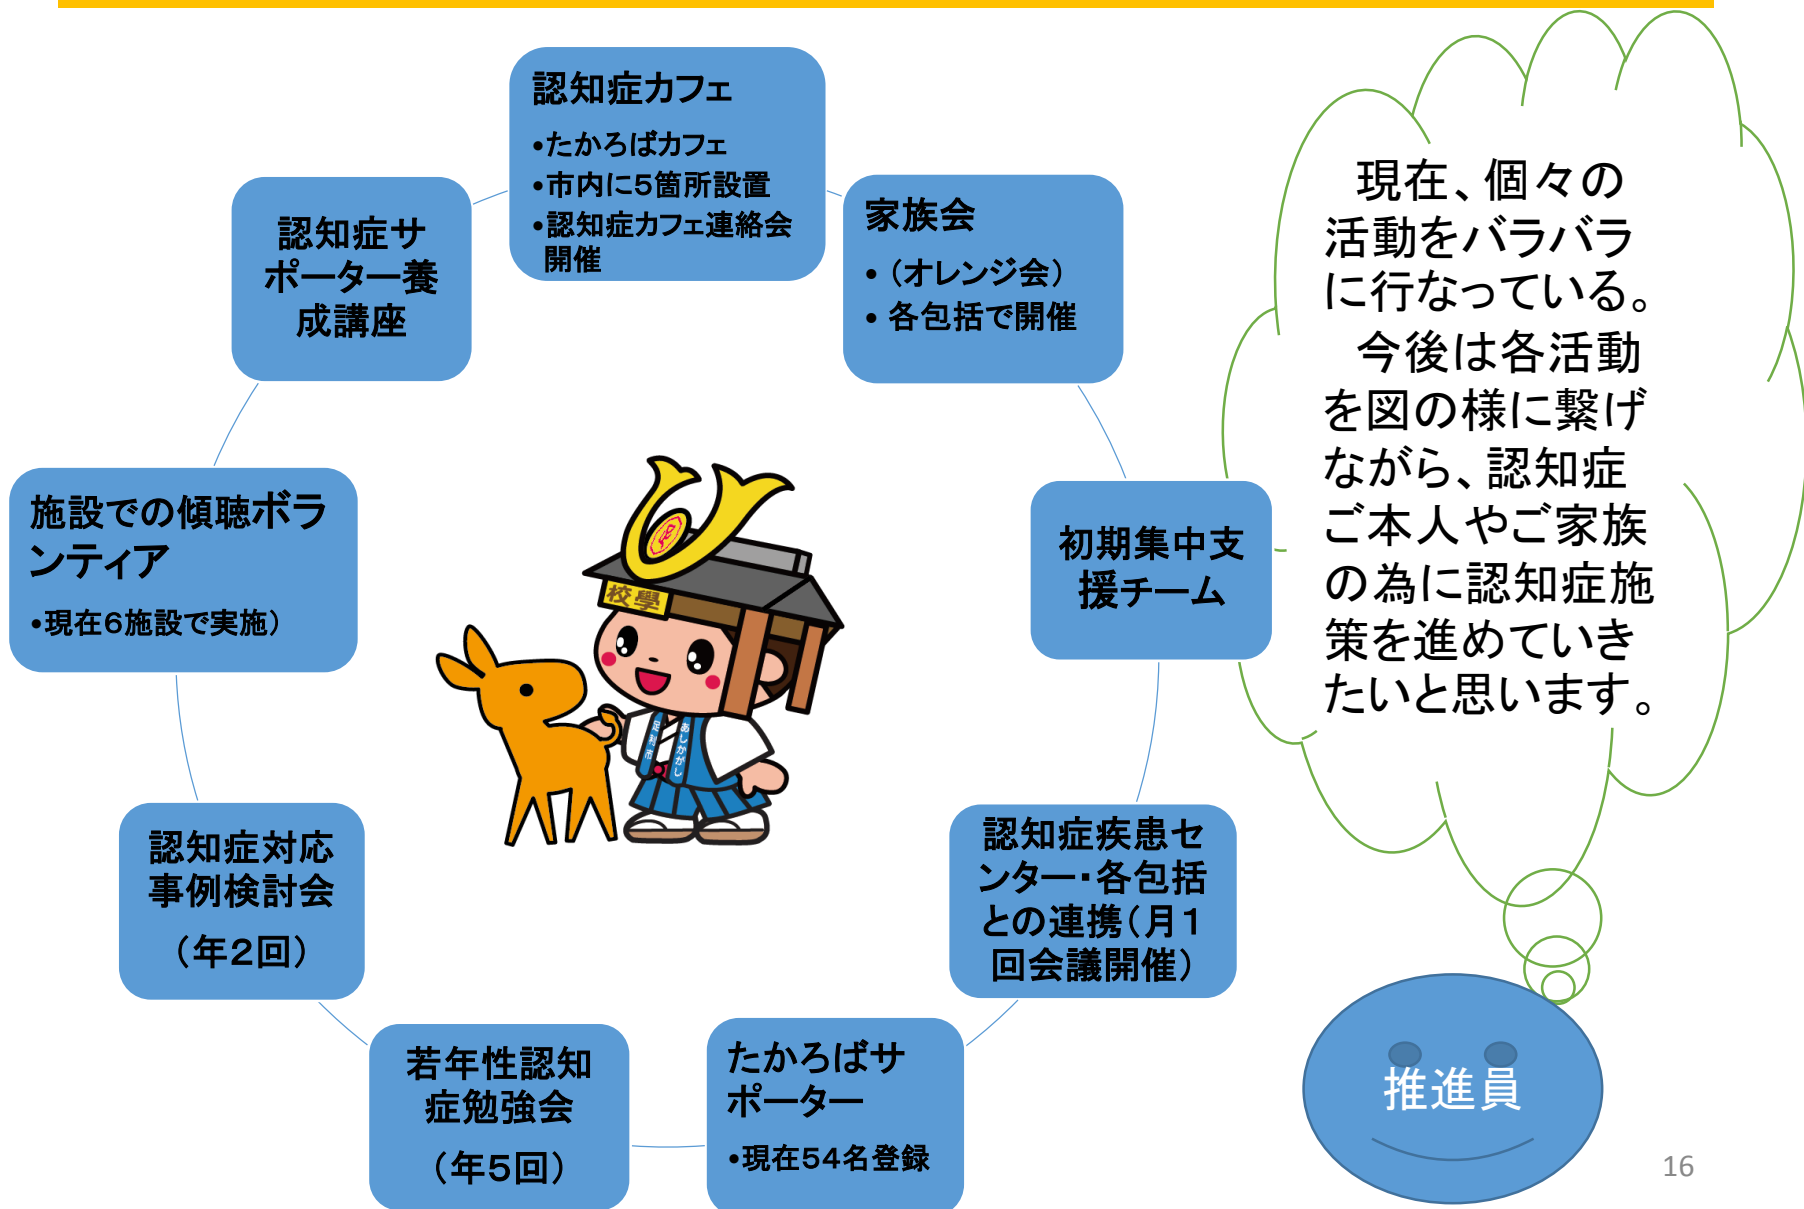 認知症カフェ
•たかろばカフェ
•市内に5箇所設置
•認知症カフェ連絡会
開催
家族会
• （オレンジ会）
• 各包括で開催
初期集中支
援チーム
認知症疾患セ
ンター・各包括
との連携（月1
回会議開催）
たかろばサ
ポーター
•現在54名登録
若年性認知
症勉強会
（年5回）
認知症対応
事例検討会
（年2回）
施設での傾聴ボラ
ンティア
•現在6施設で実施）
認知症サ
ポーター養
成講座
校學
足利市
あしかがし
現在、個々の
活動をバラバラ
に行なっている。
今後は各活動
を図の様に繋げ
ながら、認知症
ご本人やご家族
の為に認知症施
策を進めていき
たいと思います。
推進員
16